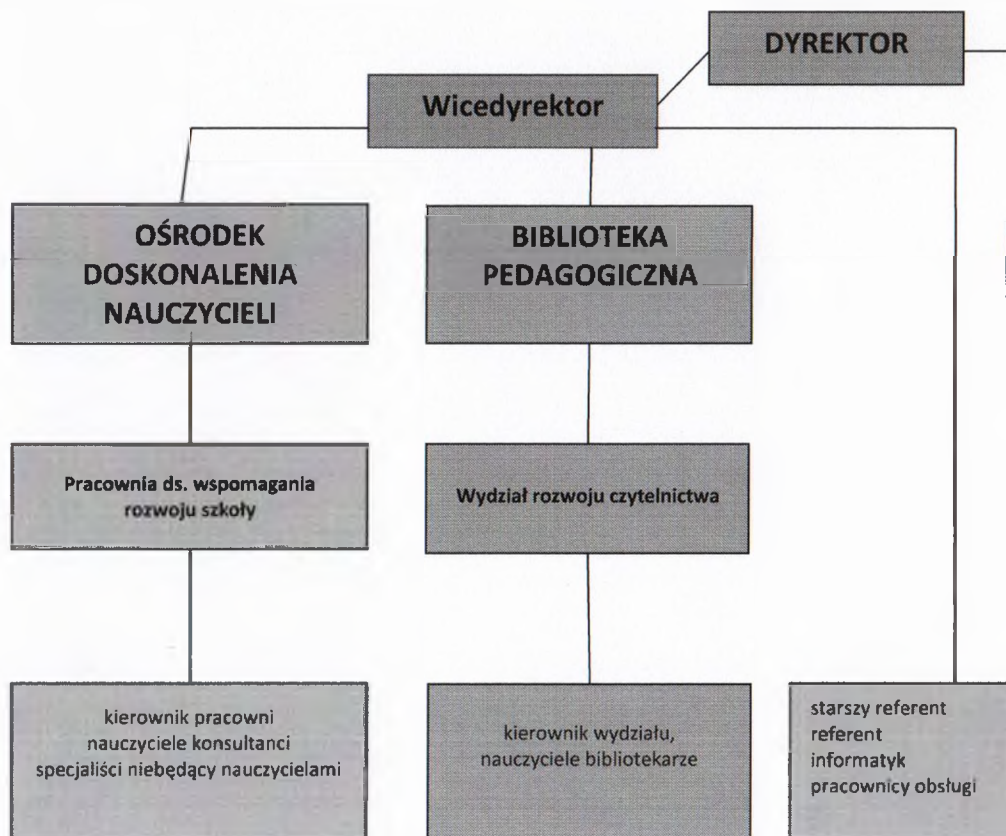 DYREKTOR
Wicedyrektor
OŚRODEK
DOSKONALENIA
NAUCZYCIELI
BIBLIOTEKA
PEDAGOGICZNA
Pracownia ds. wspomagania
rozwoju szkoły
Wydział rozwoju czytelnictwa
kierownik pracowni
nauczyciele konsultanci
specjaliści niebędący nauczycielami
kierownik wydziału,
nauczyciele bibliotekarze
starszy referent
referent
informatyk
pracownicy obsługi